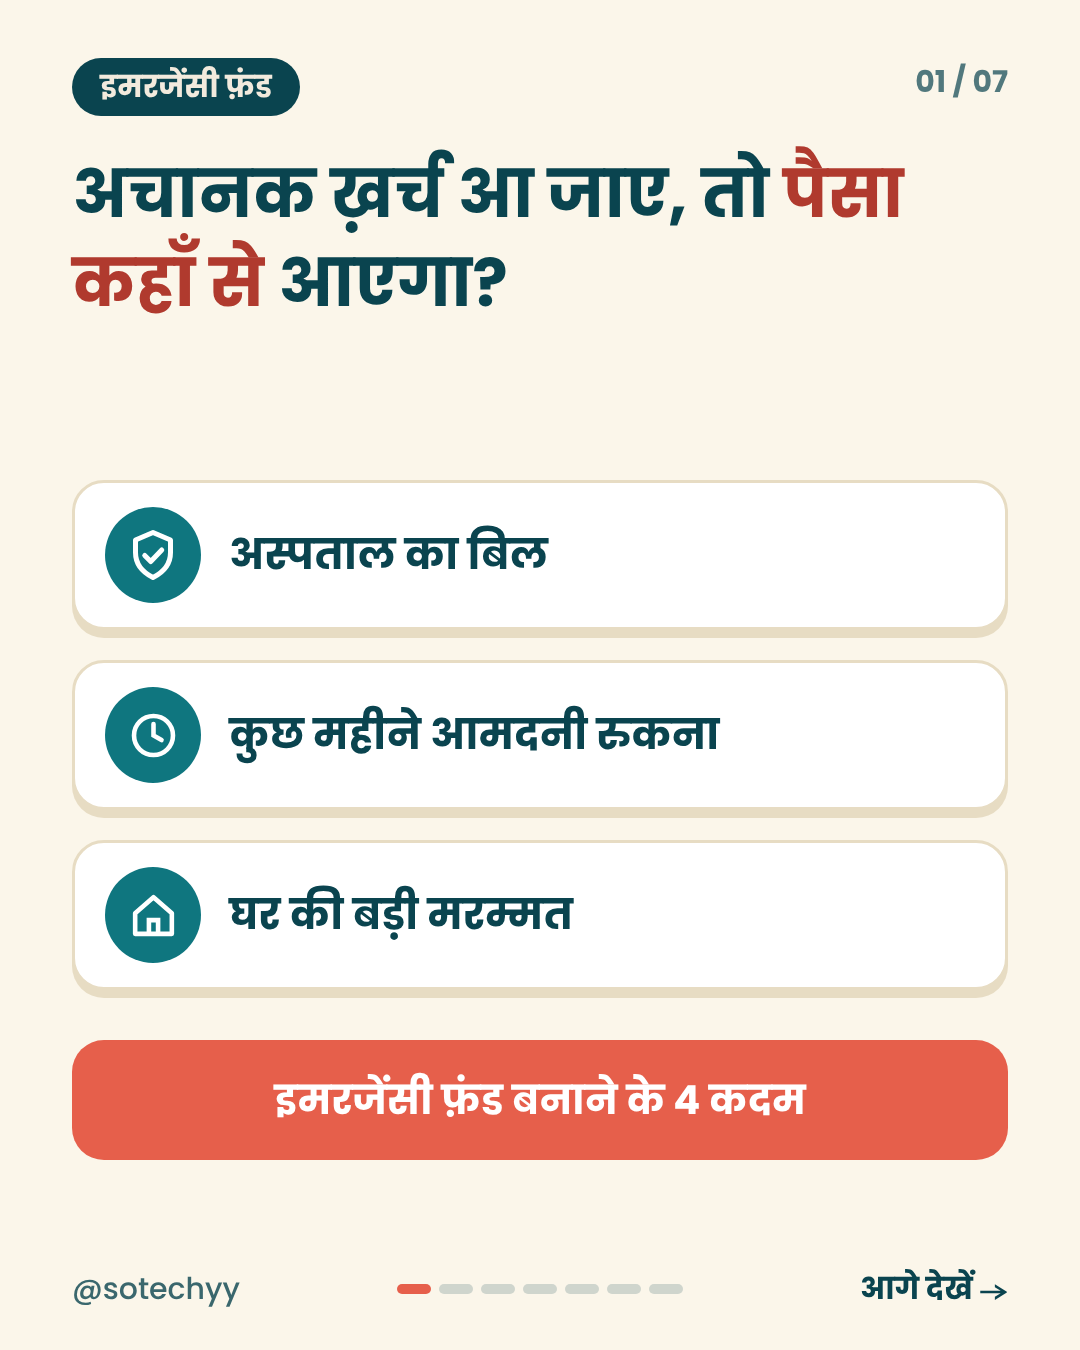 इमरजेंसी फ़ंड
01 / 07
अचानक ख़र्च आ जाए, तो पैसा
कहाँ से आएगा?
अस्पताल का बिल
कुछ महीने आमदनी रुकना
घर की बड़ी मरम्मत
इमरजेंसी फ़ंड बनाने के 4 कदम
@sotechyy
आगे देखें →